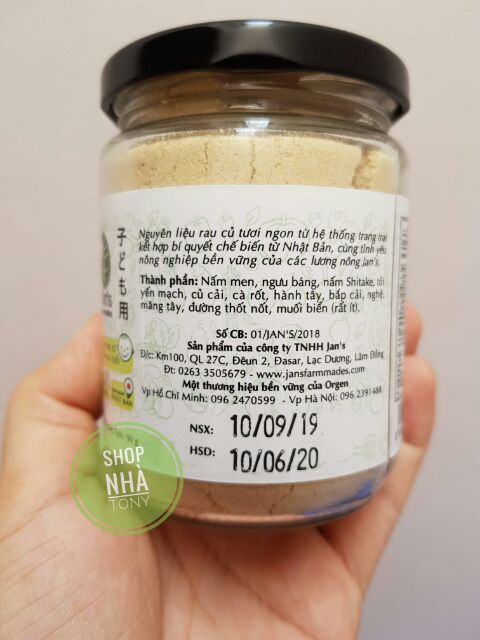 子ども用
Nguyên liệu rau củ tươi ngon từ hệ thống trang trại
kết hợp bí quyết chế biến từ Nhật Bản, cùng tình yêu
nông nghiệp bền vững của các lương nông Jan's.
Thành phần: Nấm men, ngưu báng, nấm Shitake, tỏi
yến mạch, củ cải, cà rốt, hành tây, bắp cải, nghệ,
măng tây, đường thốt nốt, muối biển (rất ít).
Số CB: 01/JAN'S/2018
Sản phẩm của công ty TNHH Jan's
Đ/c: Km100, QL 27C, Đêun 2, Đasar, Lạc Dương, Lâm Đồng
Đt: 0263 3505679 - www.jansfarmmades.com
Một thương hiệu bền vững của Orgen
Vp Hồ Chí Minh: 096 2470599 - Vp Hà Nội: 096 2391488
NSX: 10/09/19
HSD: 10/06/20
SHOP
NHÀ
TONY